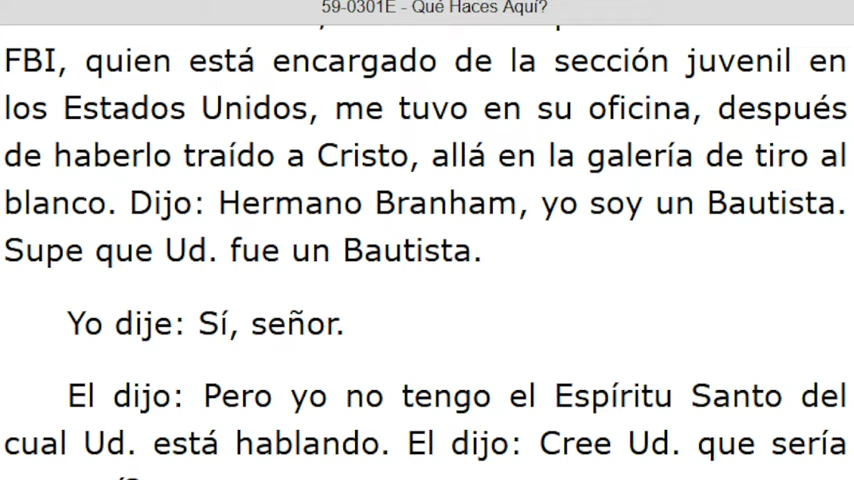 59-0301E - Qué Haces Aquí?
FBI, quien está encargado de la sección juvenil en
los Estados Unidos, me tuvo en su oficina, después
de haberlo traído a Cristo, allá en la galería de tiro al
blanco. Dijo: Hermano Branham, yo soy un Bautista.
Supe que Ud. fue un Bautista.
Yo dije: Sí, señor.
El dijo: Pero yo no tengo el Espíritu Santo del
cual Ud. está hablando. El dijo: Cree Ud. que sería